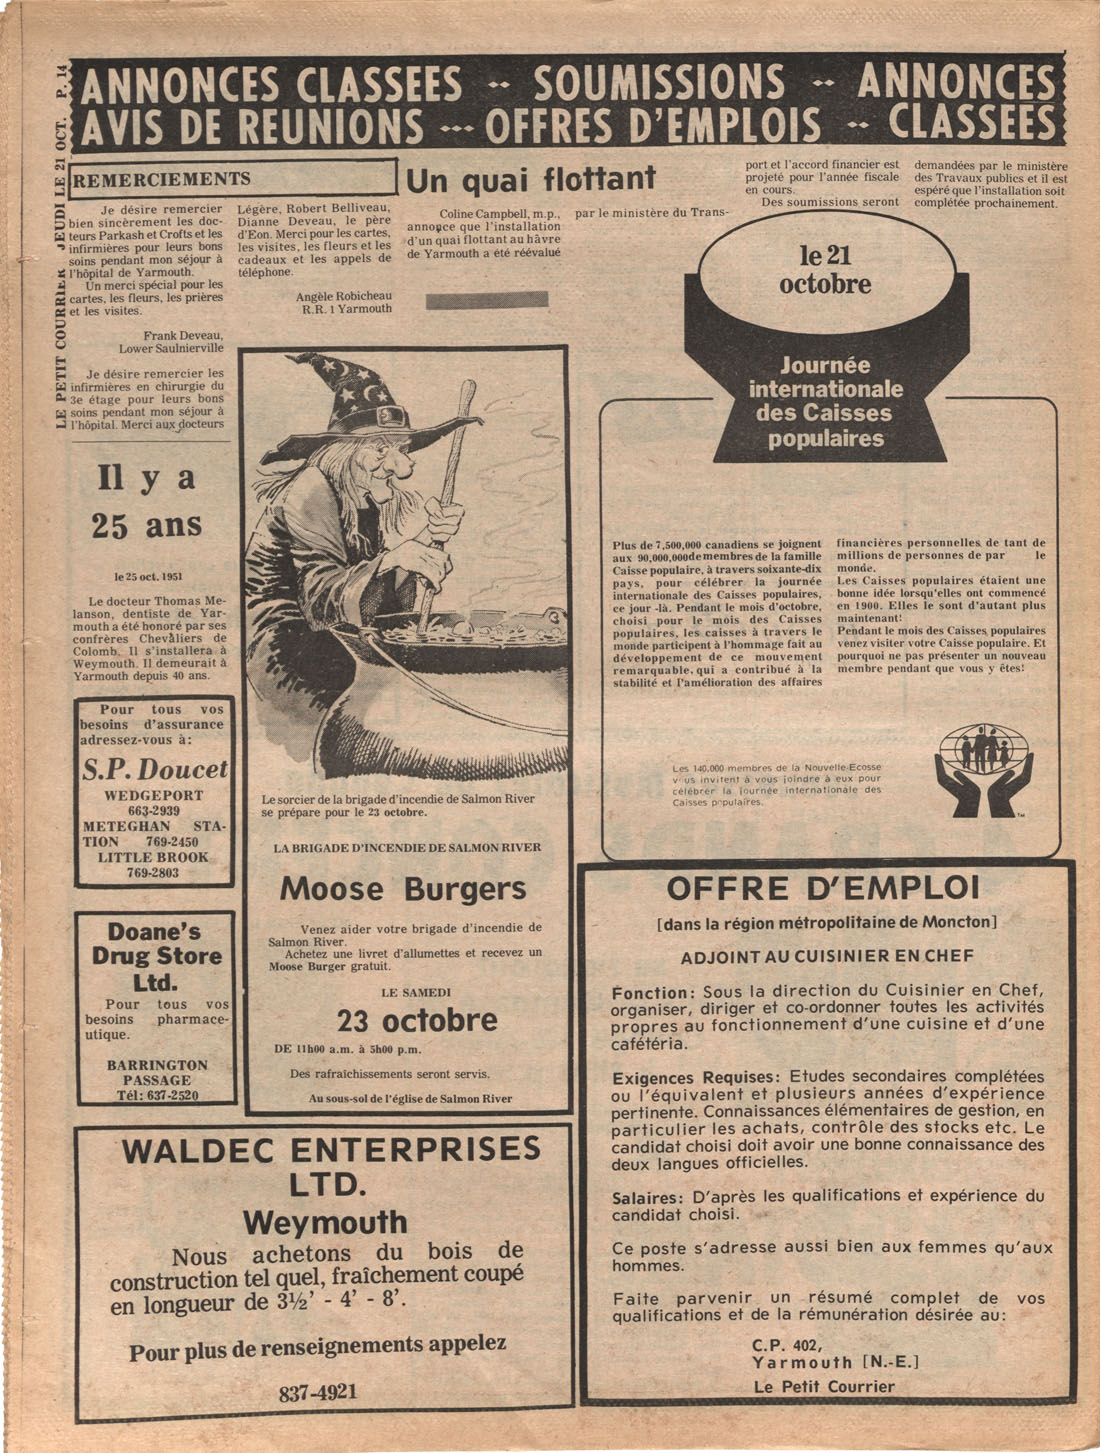 LE PETIT COURRIER JEUDI LE 21 OCT. P. 14
ANNONCES CLASSEES -- SOUMISSIONS -- ANNONCES
AVIS DE REUNIONS --- OFFRES D'EMPLOIS -- CLASSEES
REMERCIEMENTS
Je désire remercier
bien sincèrement les doc-
teurs Parkash et Crofts et les
infirmières pour leurs bons
soins pendant mon séjour à
l'hôpital de Yarmouth.
Un merci spécial pour les
cartes, les fleurs, les prières
et les visites.
Frank Deveau,
Lower Saulnierville
Je désire remercier les
infirmières en chirurgie du
3e étage pour leurs bons
soins pendant mon séjour à
l'hôpital. Merci aux docteurs
Légère, Robert Belliveau,
Dianne Deveau, le père
d'Eon. Merci pour les cartes,
les visites, les fleurs et les
cadeaux et les appels de
téléphone.
Angèle Robicheau
R.R. 1 Yarmouth
Un quai flottant
Coline Campbell, m.p.,
annoçe que l'installation
d'un quai flottant au hâvre
de Yarmouth a été réévalué
par le ministère du Trans-
port et l'accord financier est
projeté pour l'année fiscale
en cours.
Des soumissions seront
demandées par le ministère
des Travaux publics et il est
espéré que l'installation soit
complétée prochainement.
Il y a
25 ans
le 25 oct. 1951
Le docteur Thomas Me-
lanson, dentiste de Yar-
mouth a été honoré par ses
confrères Chevaliers de
Colomb. Il s'installera à
Weymouth. Il demeurait à
Yarmouth depuis 40 ans.
Pour tous vos
besoins d'assurance
adressez-vous à:
S.P. Doucet
WEDGEPORT
663-2939
METEGHAN STA-
TION 769-2450
LITTLE BROOK
769-2803
Doane's
Drug Store
Ltd.
Pour tous vos
besoins pharmace-
utique.
BARRINGTON
PASSAGE
Tél: 637-2520
Le sorcier de la brigade d'incendie de Salmon River
se prépare pour le 23 octobre.
LA BRIGADE D'INCENDIE DE SALMON RIVER
Moose Burgers
Venez aider votre brigade d'incendie de
Salmon River.
Achetez une livret d'allumettes et recevez un
Moose Burger gratuit.
LE SAMEDI
23 octobre
DE 11h00 a.m. à 5h00 p.m.
Des rafraîchissements seront servis.
Au sous-sol de l'église de Salmon River
le 21
octobre
Journée
internationale
des Caisses
populaires
Plus de 7,500,000 canadiens se joignent
aux 90,000,000 de membres de la famille
Caisse populaire, à travers soixante-dix
pays, pour célébrer la journée
internationale des Caisses populaires,
ce jour -là. Pendant le mois d'octobre,
choisi pour le mois des Caisses
populaires, les caisses à travers le
monde participent à l'hommage fait au
développement de ce mouvement
remarquable, qui a contribué à la
stabilité et l'amélioration des affaires
financières personnelles de tant de
millions de personnes de par le
monde.
Les Caisses populaires étaient une
bonne idée lorsqu'elles ont commencé
en 1900. Elles le sont d'autant plus
maintenant!
Pendant le mois des Caisses populaires
venez visiter votre Caisse populaire. Et
pourquoi ne pas présenter un nouveau
membre pendant que vous y êtes!
Les 140,000 membres de la Nouvelle-Ecosse
vous invitent à vous joindre à eux pour
célébrer la journée internationale des
Caisses populaires.
TM
OFFRE D'EMPLOI
[dans la région métropolitaine de Moncton]
ADJOINT AU CUISINIER EN CHEF
Fonction: Sous la direction du Cuisinier en Chef,
organiser, diriger et co-ordonner toutes les activités
propres au fonctionnement d'une cuisine et d'une
cafétéria.
Exigences Requises: Etudes secondaires complétées
ou l'équivalent et plusieurs années d'expérience
pertinente. Connaissances élémentaires de gestion, en
particulier les achats, contrôle des stocks etc. Le
candidat choisi doit avoir une bonne connaissance des
deux langues officielles.
Salaires: D'après les qualifications et expérience du
candidat choisi.
Ce poste s'adresse aussi bien aux femmes qu'aux
hommes.
Faite parvenir un résumé complet de vos
qualifications et de la rémunération désirée au:
C.P. 402,
Yarmouth [N.-E.]
Le Petit Courrier
WALDEC ENTERPRISES
LTD.
Weymouth
Nous achetons du bois de
construction tel quel, fraîchement coupé
en longueur de 3½' - 4' - 8'.
Pour plus de renseignements appelez
837-4921